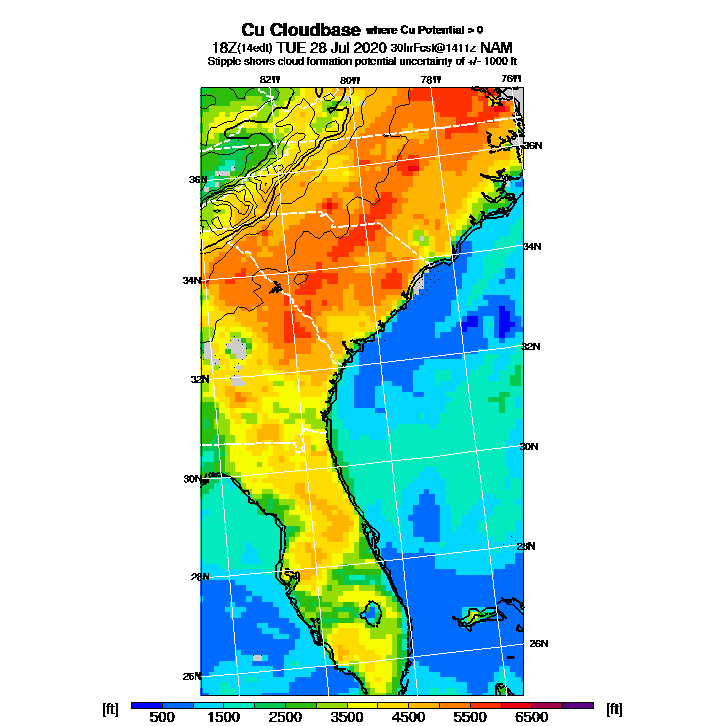 Cu Cloudbase where Cu Potential > 0
18Z(14edt) TUE 28 Jul 2020 30hrFcst@1411z NAM
Stipple shows cloud formation potential uncertainty of +/- 1000 ft
82W 80W 78W 76W
36N
36N
34N
34N
32N
32N
30N
30N
28N
28N
26N
26N
[ft] 500 1500 2500 3500 4500 5500 6500 [ft]